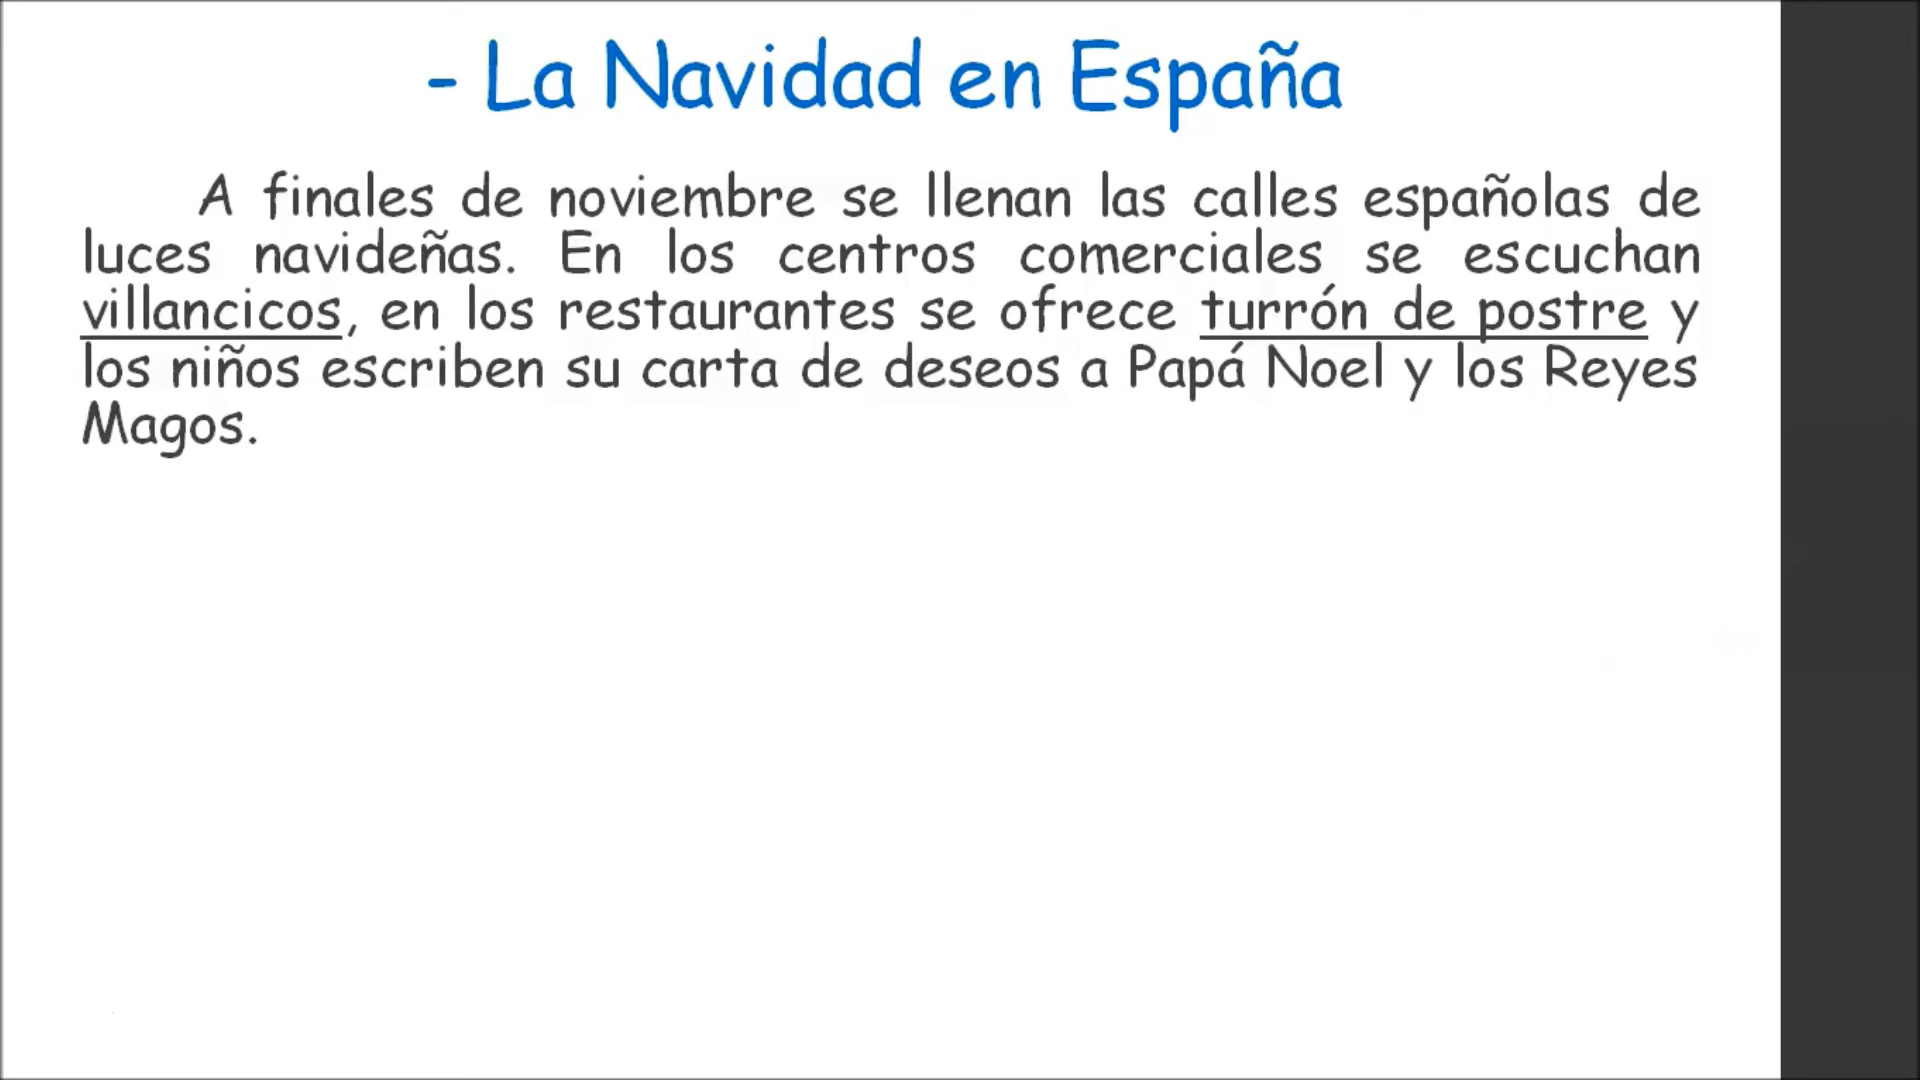 - La Navidad en España
A finales de noviembre se llenan las calles españolas de
luces navideñas. En los centros comerciales se escuchan
villancicos, en los restaurantes se ofrece turrón de postre y
los niños escriben su carta de deseos a Papá Noel y los Reyes
Magos.